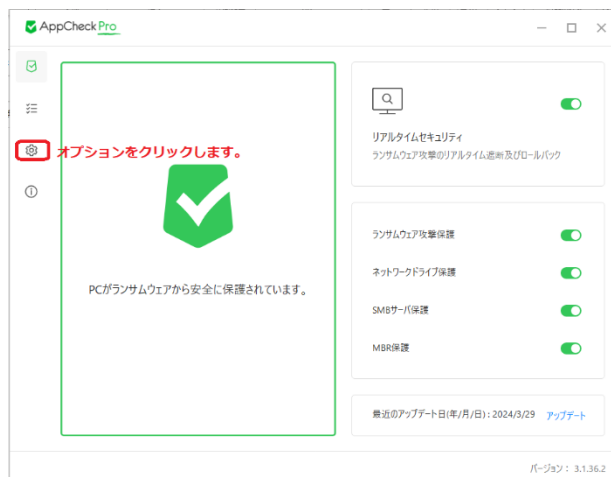 AppCheck Pro
オプションをクリックします。
PCがランサムウェアから安全に保護されています。
リアルタイムセキュリティ
ランサムウェア攻撃のリアルタイム遮断及びロールバック
ランサムウェア攻撃保護
ネットワークドライブ保護
SMBサーバ保護
MBR保護
最近のアップデート日(年/月/日) : 2024/3/29 アップデート
バージョン : 3.1.36.2